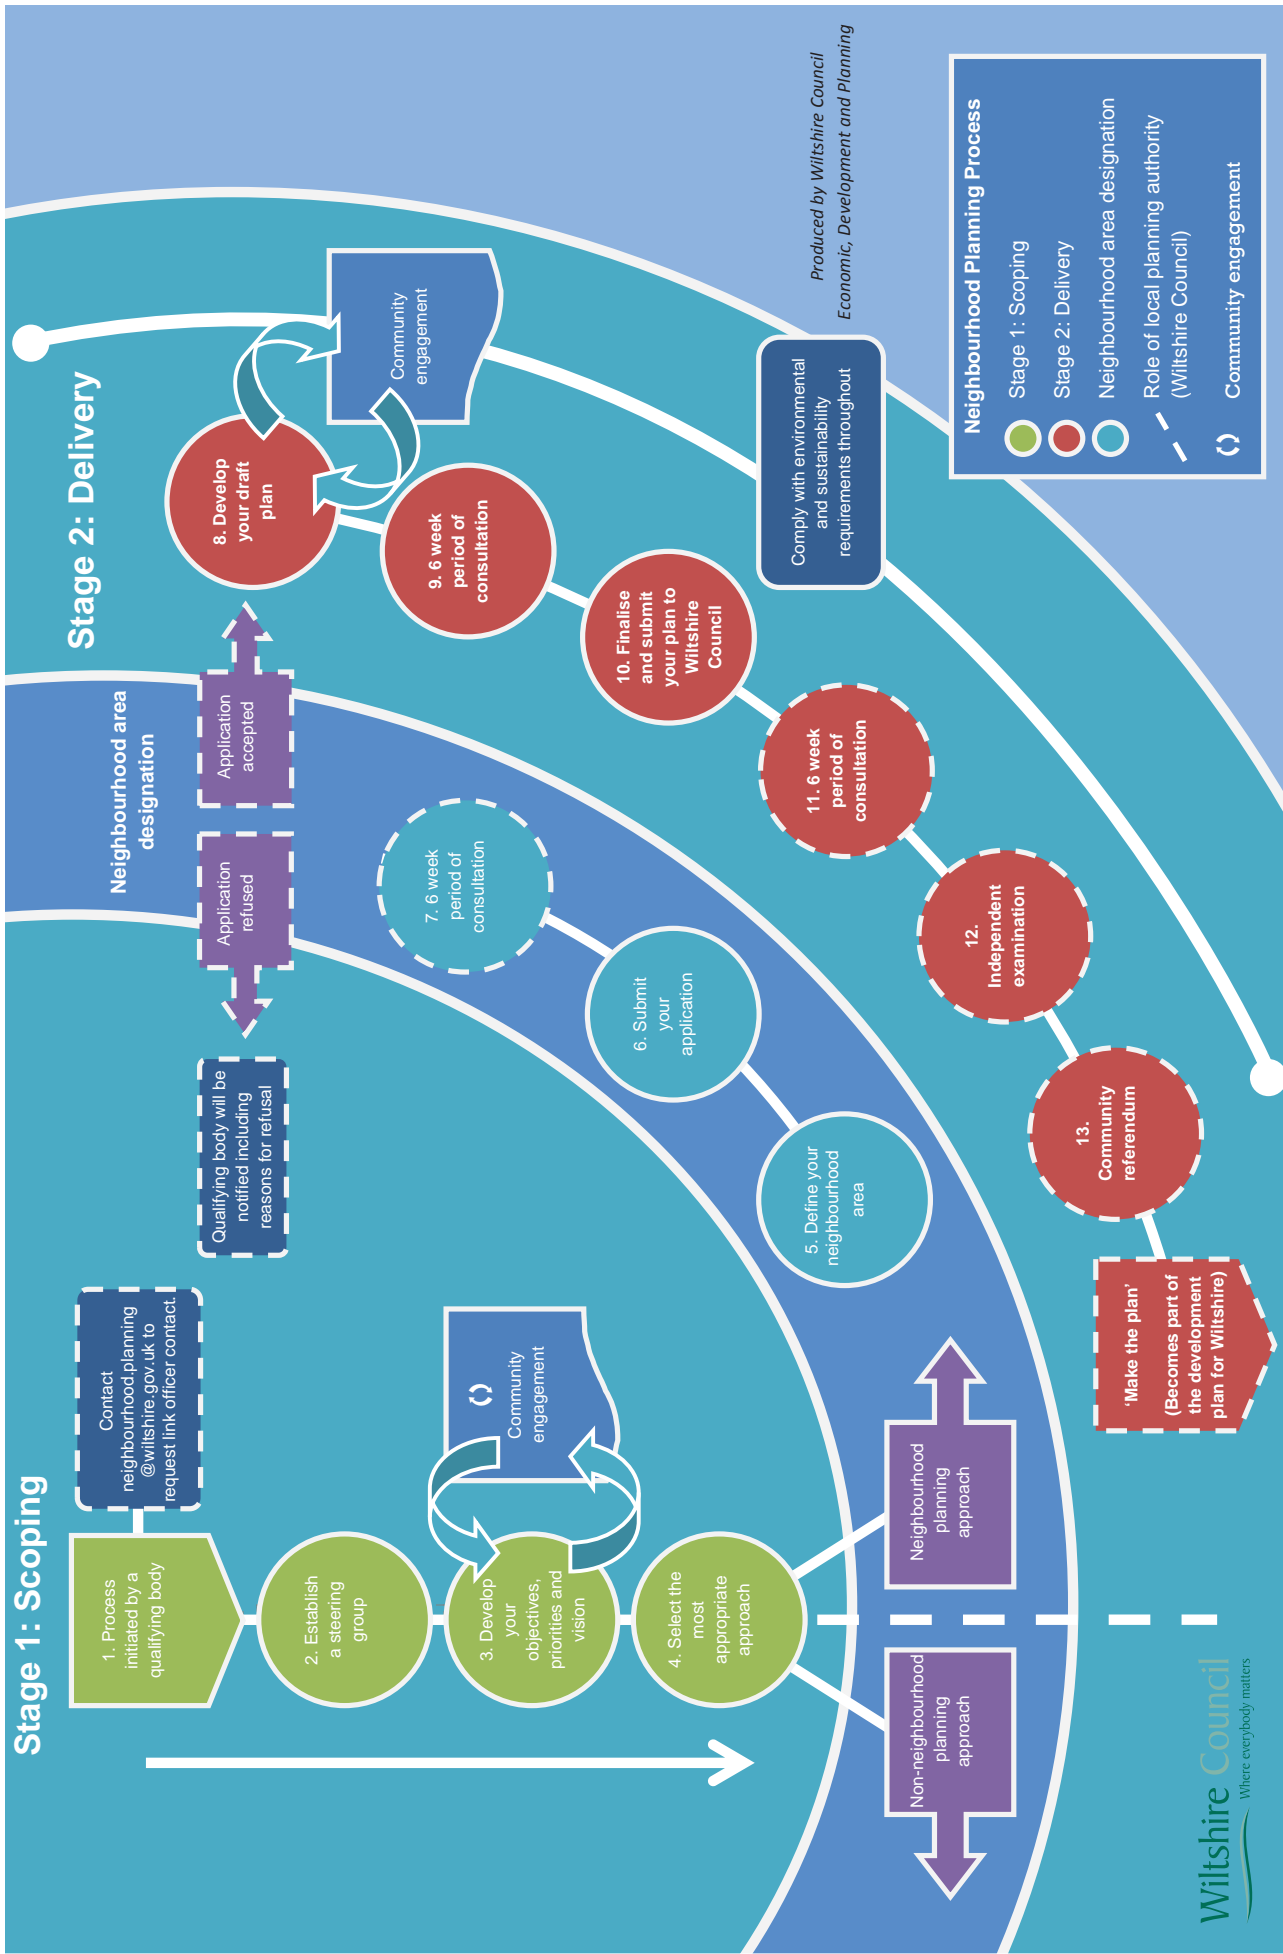 Stage 1: Scoping
1. Process
initiated by a
qualifying body
Contact
neighbourhood.planning
@wiltshire.gov.uk to
request link officer contact.
2. Establish
a steering
group
3. Develop
your
objectives,
priorities and
vision
Community
engagement
4. Select the
most
appropriate
approach
Non-neighbourhood
planning
approach
Neighbourhood
planning
approach
Neighbourhood area
designation
5. Define your
neighbourhood
area
6. Submit
your
application
7. 6 week
period of
consultation
Application
refused
Qualifying body will be
notified including
reasons for refusal
Application
accepted
Stage 2: Delivery
8. Develop
your draft
plan
Community
engagement
9. 6 week
period of
consultation
10. Finalise
and submit
your plan to
Wiltshire
Council
11. 6 week
period of
consultation
12.
Independent
examination
13.
Community
referendum
‘Make the plan’
(Becomes part of
the development
plan for Wiltshire)
Comply with environmental
and sustainability
requirements throughout
Produced by Wiltshire Council
Economic, Development and Planning
Neighbourhood Planning Process
Stage 1: Scoping
Stage 2: Delivery
Neighbourhood area designation
Role of local planning authority
(Wiltshire Council)
Community engagement
Wiltshire Council
Where everybody matters